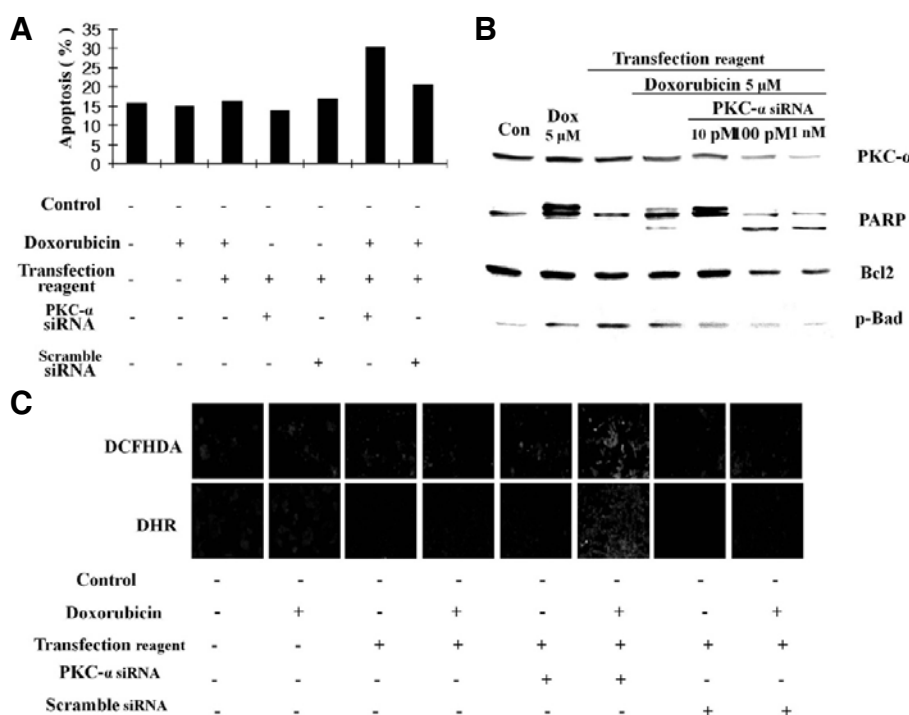 A
Apoptosis ( % )
35
30
25
20
15
10
5
0
Control - - - - - - -
Doxorubicin - + + - - + +
Transfection reagent - - + + + + +
PKC-α siRNA - - - + - + -
Scramble siRNA - - - - + - +
B
Transfection reagent
Doxorubicin 5 μM
PKC-α siRNA
Con Dox 5 μM 10 pM 100 pM 1 nM
PKC-α
PARP
Bcl2
p-Bad
C
DCFHDA
DHR
Control - - - - - - - -
Doxorubicin - + - + - + - +
Transfection reagent - - + + + + + +
PKC-α siRNA - - - - + + - -
Scramble siRNA - - - - - - + +